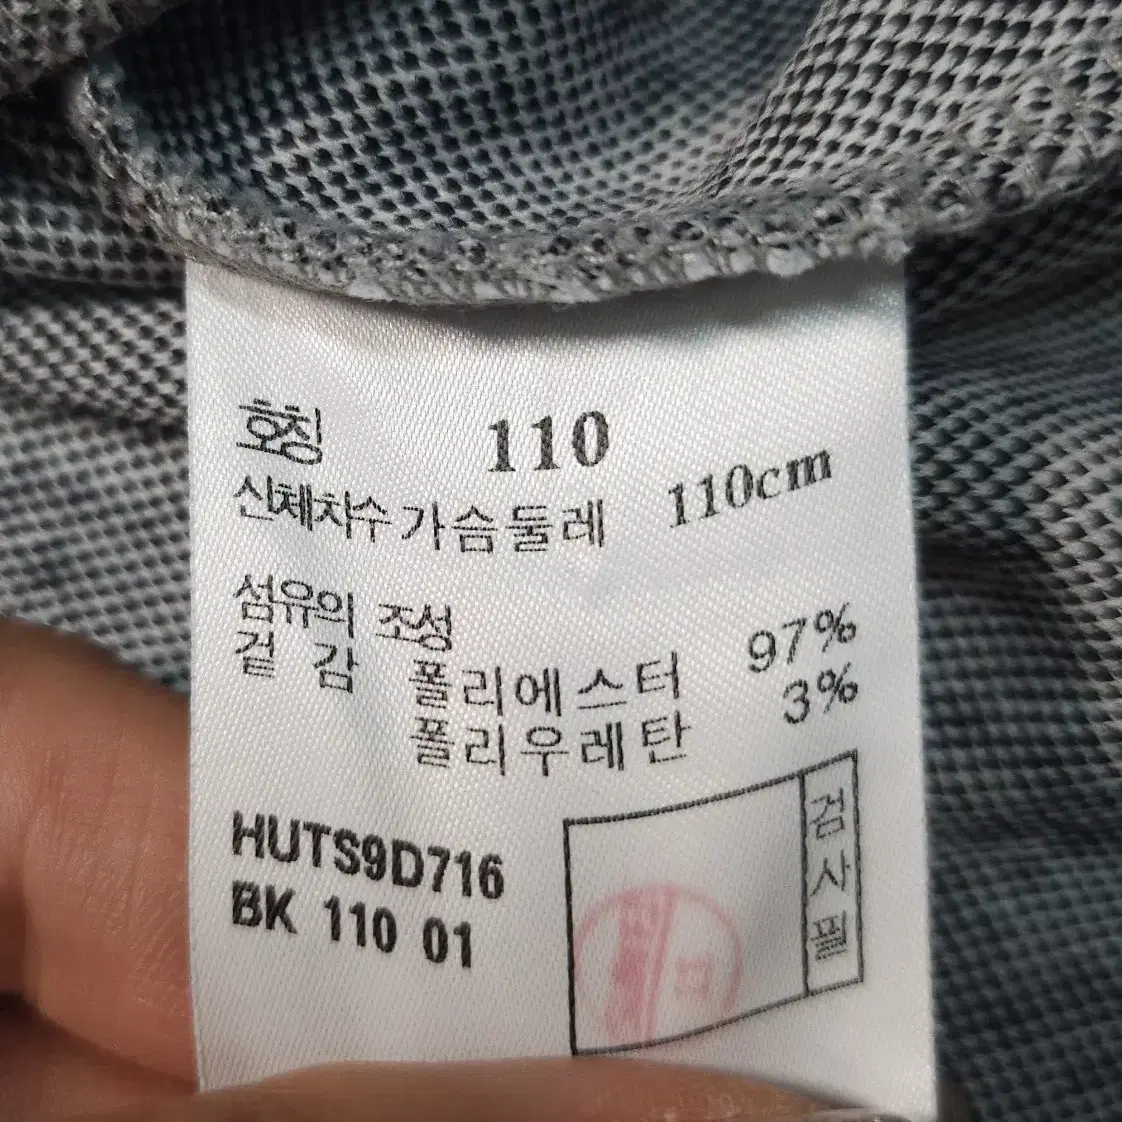 호칭 110
신체치수 가슴둘레 110cm
섬유의 조성
겉 감 폴리에스터 97%
폴리우레탄 3%
HUTS9D716
BK 110 01
검사필